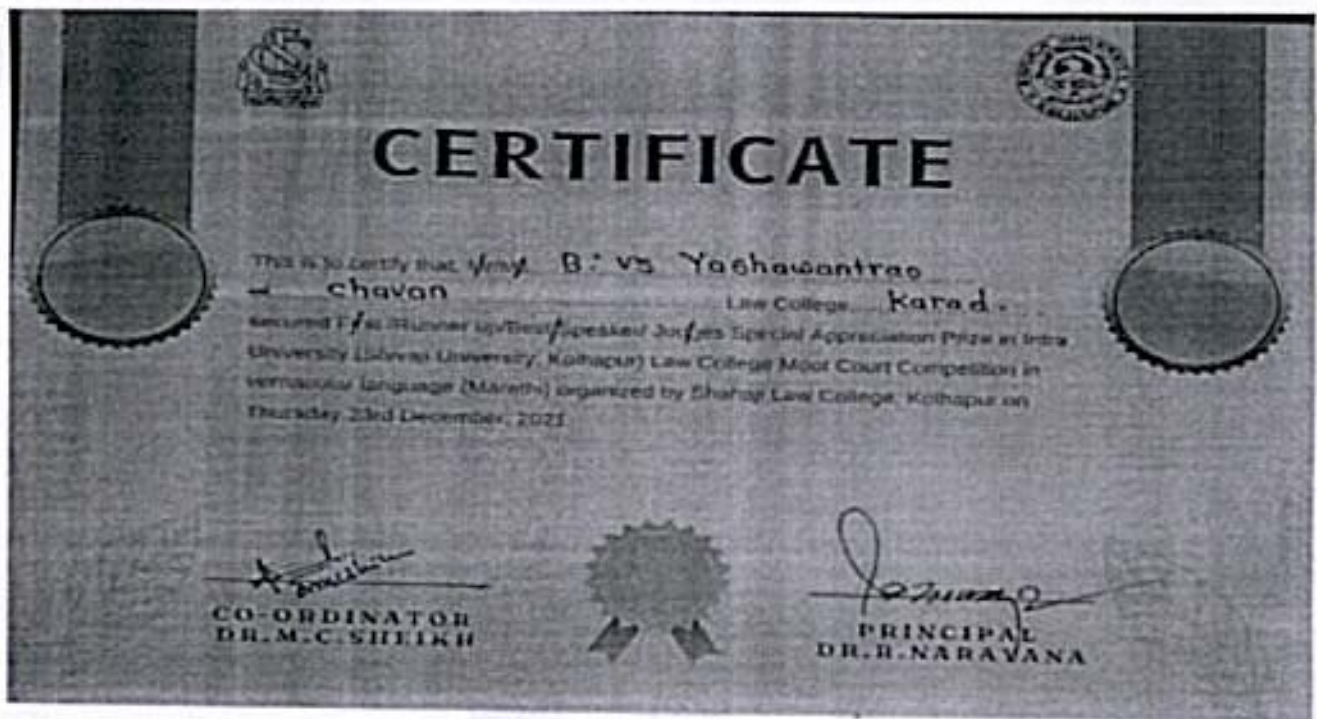 CERTIFICATE
This is to certify that B. Vs Yashawantrao
chavan Law College Karad.
secured /Runner up/Best/Speaker/ Special Appreciation Prize in Intra
University (Shivaji University, Kolhapur) Law College Moot Court Competition in
vernacular language (Marathi) organized by Shahaji Law College, Kolhapur on
Thursday 23rd December, 2021
CO-ORDINATOR
DR.M.C.SHEIKH
PRINCIPAL
DR.R.NARAYANA